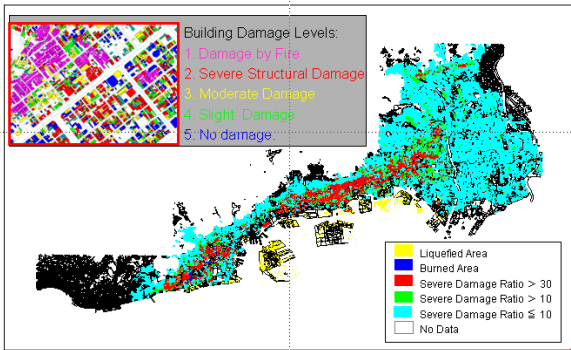 Building Damage Levels:
1. Damage by Fire
2. Severe Structural Damage
3. Moderate Damage
4. Slight Damage
5. No damage.
Liquefied Area
Burned Area
Severe Damage Ratio > 30
Severe Damage Ratio > 10
Severe Damage Ratio ≦ 10
No Data